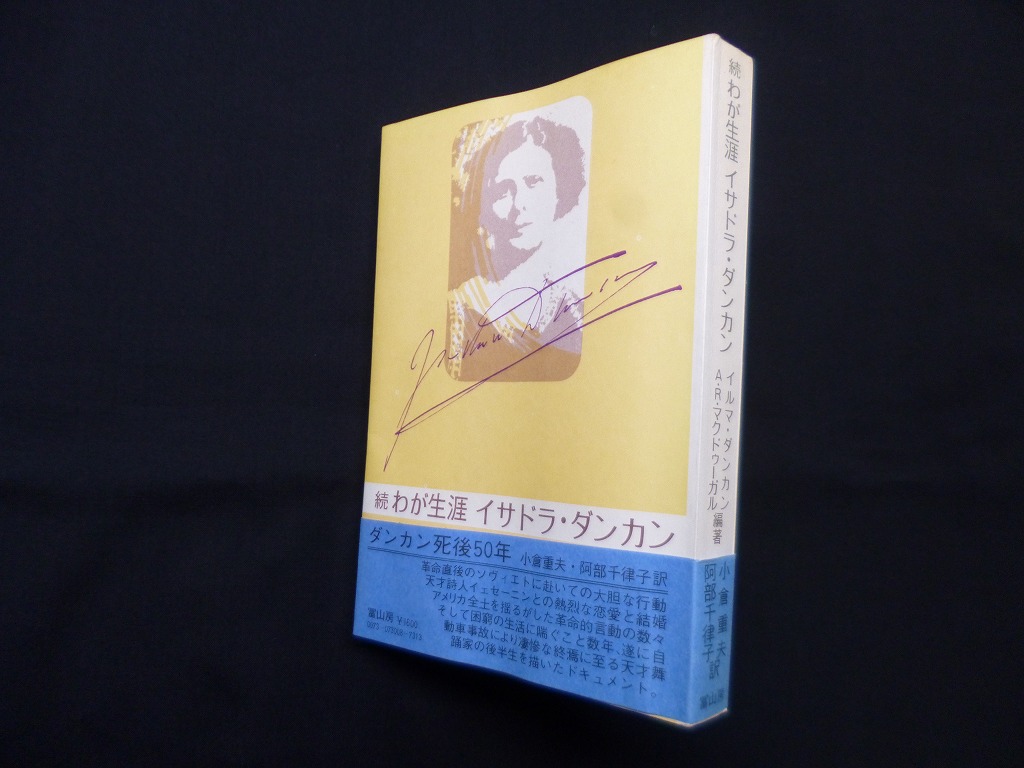 続 わが生涯 イサドラ・ダンカン
ダンカン死後50年 小倉重夫・阿部千律子訳
革命直後のソヴィエトに赴いての大胆な行動
天才詩人イェセーニンとの熱烈な恋愛と結婚
アメリカ全土を揺るがした革命的言動の数々
そして困窮の生活に喘ぐこと数年、遂に自
動車事故により凄惨な終焉に至る天才舞
踊家の後半生を描いたドキュメント。
冨山房 ¥1600
続 わが生涯 イサドラ・ダンカン
イルマ・ダンカン
A・R・マクドゥーガル 編著
小倉重夫
阿部千律子 訳
冨山房